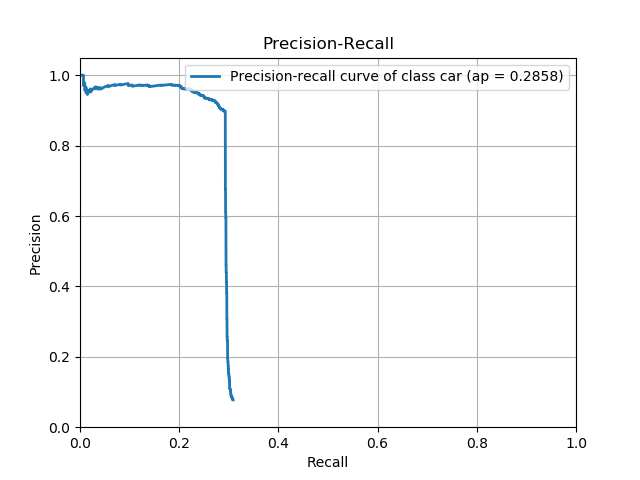 Precision-Recall
Precision-recall curve of class car (ap = 0.2858)
1.0
0.8
0.6
0.4
0.2
0.0
Precision
0.0 0.2 0.4 0.6 0.8 1.0
Recall